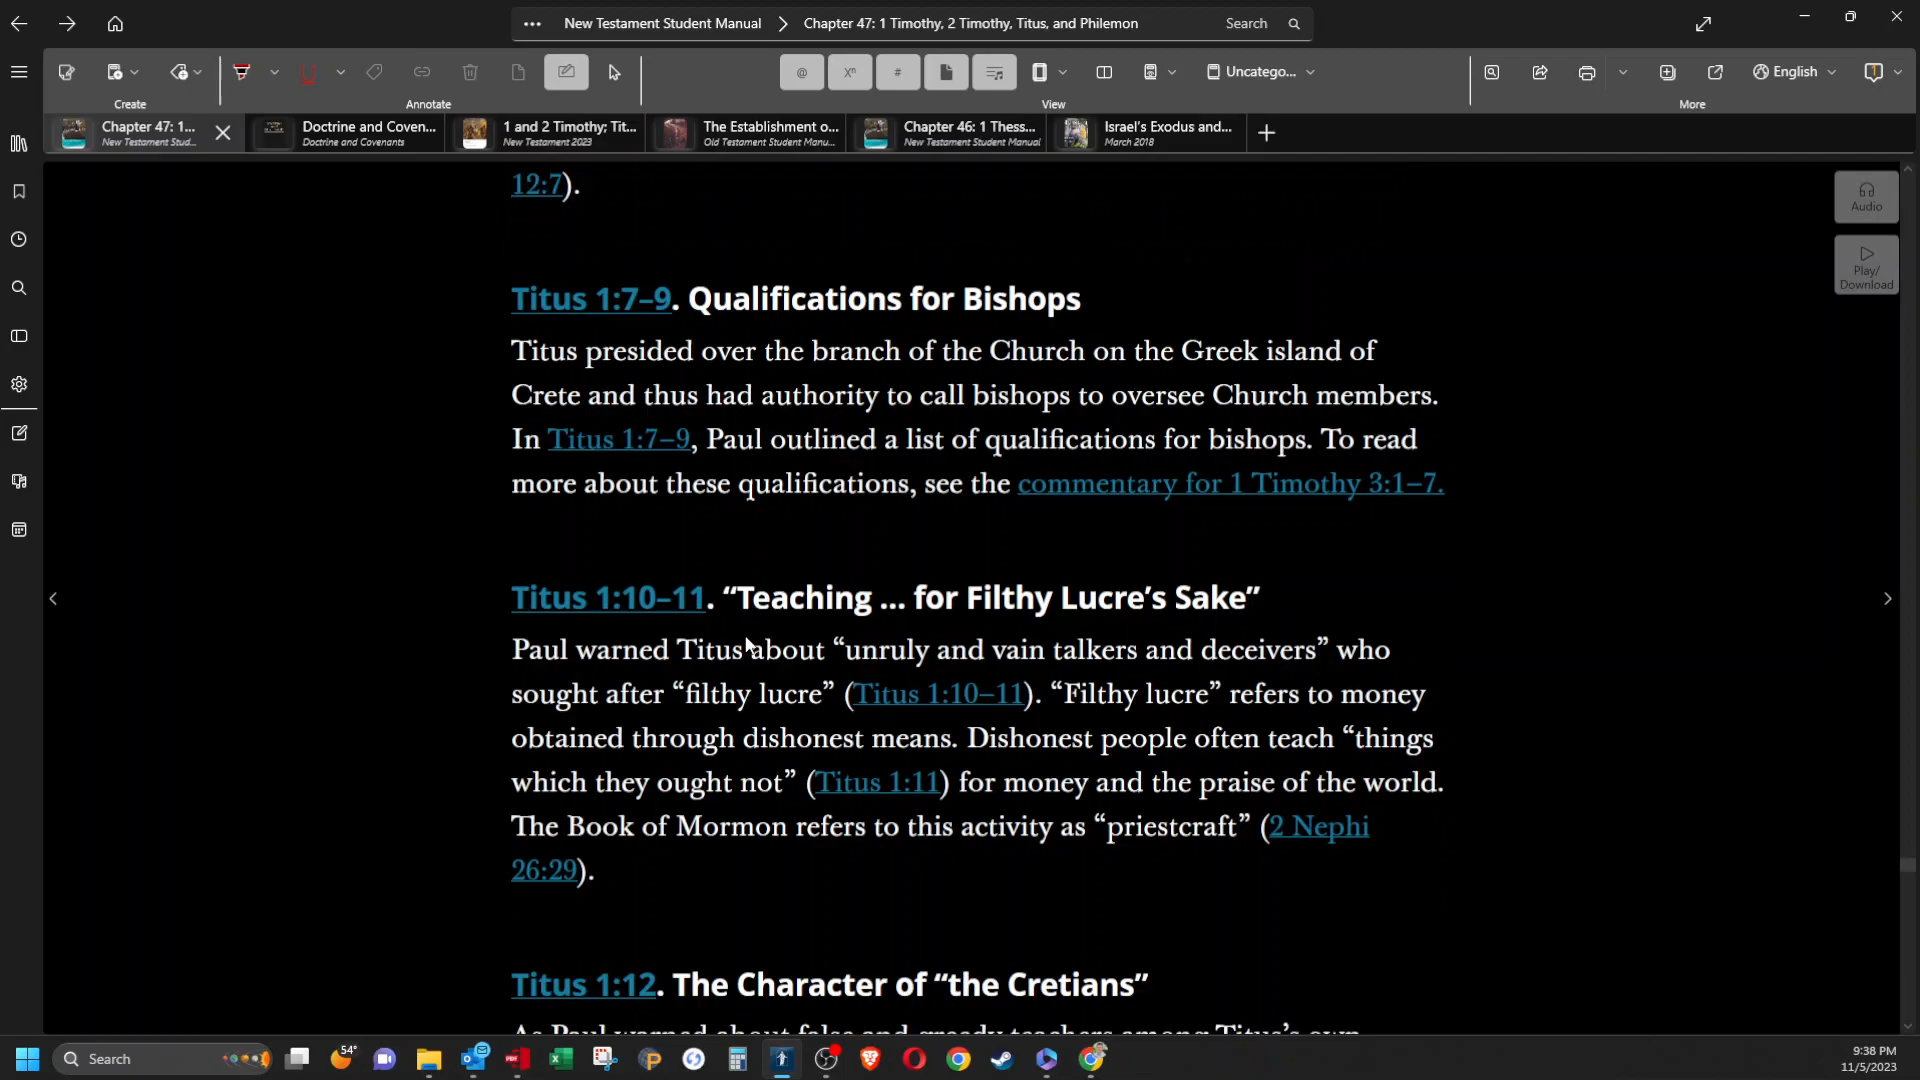 New Testament Student Manual > Chapter 47: 1 Timothy, 2 Timothy, Titus, and Philemon Search
Uncatego...
English
Create
Annotate
View
More
Chapter 47: 1...
New Testament Stud...
Doctrine and Coven...
Doctrine and Covenants
1 and 2 Timothy; Tit...
New Testament 2023
The Establishment o...
Old Testament Student Manu...
Chapter 46: 1 Thess...
New Testament Student Manual
Israel's Exodus and...
March 2018
Audio
Play/
Download
12:7).
Titus 1:7–9. Qualifications for Bishops
Titus presided over the branch of the Church on the Greek island of
Crete and thus had authority to call bishops to oversee Church members.
In Titus 1:7–9, Paul outlined a list of qualifications for bishops. To read
more about these qualifications, see the commentary for 1 Timothy 3:1–7.
Titus 1:10–11. “Teaching ... for Filthy Lucre’s Sake”
Paul warned Titus about “unruly and vain talkers and deceivers” who
sought after “filthy lucre” (Titus 1:10–11). “Filthy lucre” refers to money
obtained through dishonest means. Dishonest people often teach “things
which they ought not” (Titus 1:11) for money and the praise of the world.
The Book of Mormon refers to this activity as “priestcraft” (2 Nephi
26:29).
Titus 1:12. The Character of “the Cretians”
As Paul warned about false and greedy teachers among Titus’s own
Search
54°
9:38 PM
11/5/2023